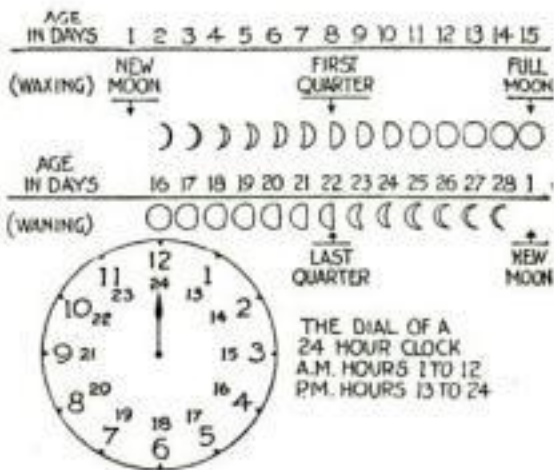 AGE
IN DAYS 1 2 3 4 5 6 7 8 9 10 11 12 13 14 15
(WAXING) NEW MOON FIRST QUARTER FULL MOON
AGE
IN DAYS 16 17 18 19 20 21 22 23 24 25 26 27 28 1
(WANING)
LAST QUARTER NEW MOON
12
11 1
24
23 13
10 2
22 14
9 21 15 3
20 16
8 4
19 17
18
7 5
6
THE DIAL OF A
24 HOUR CLOCK
A.M. HOURS 1 TO 12
P.M. HOURS 13 TO 24